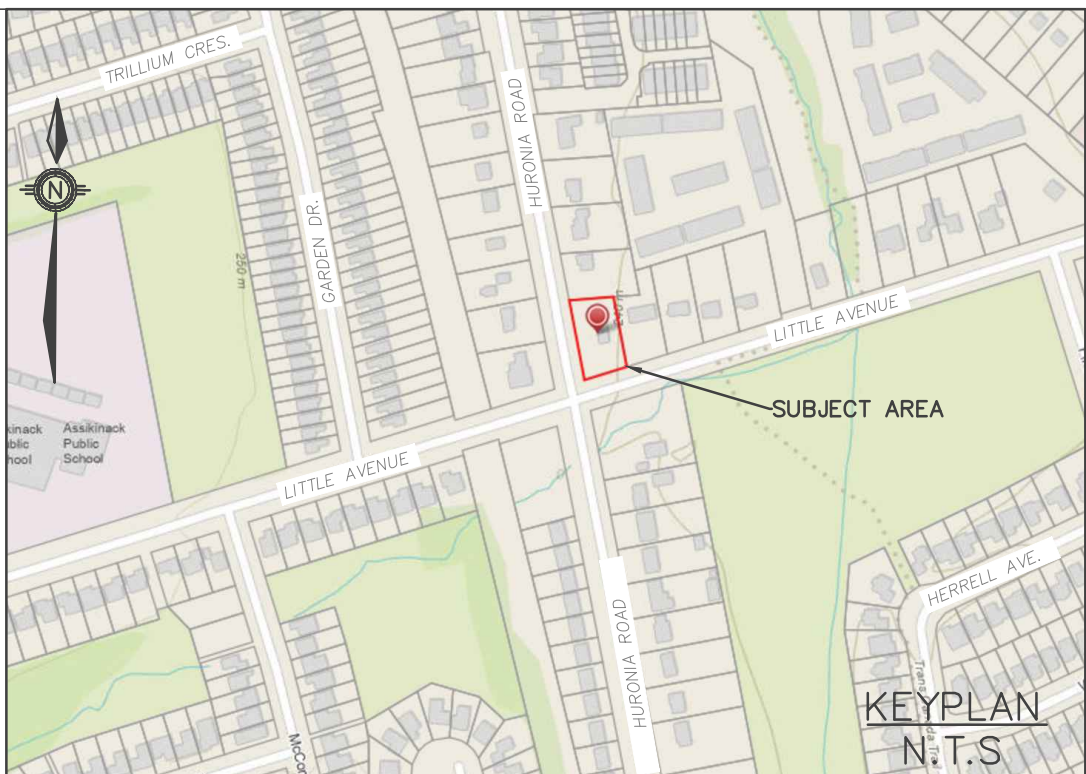 TRILLIUM CRES.
HURONIA ROAD
N
GARDEN DR.
250 m
LITTLE AVENUE
SUBJECT AREA
Assikinack
Public
School
LITTLE AVENUE
HERRELL AVE.
HURONIA ROAD
KEYPLAN
N.T.S